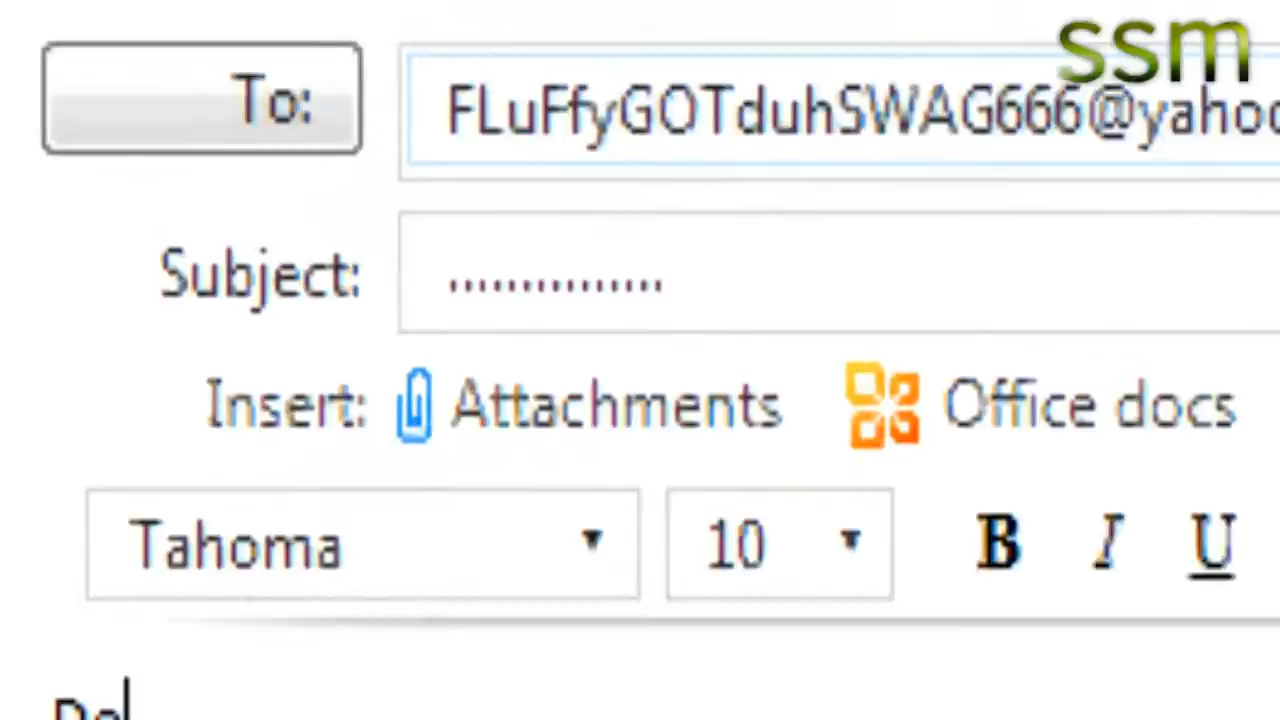 ssm
To: FLuFfyGOTduhSWAG666@yahoo
Subject: ...............
Insert: Attachments Office docs
Tahoma 10 B I U